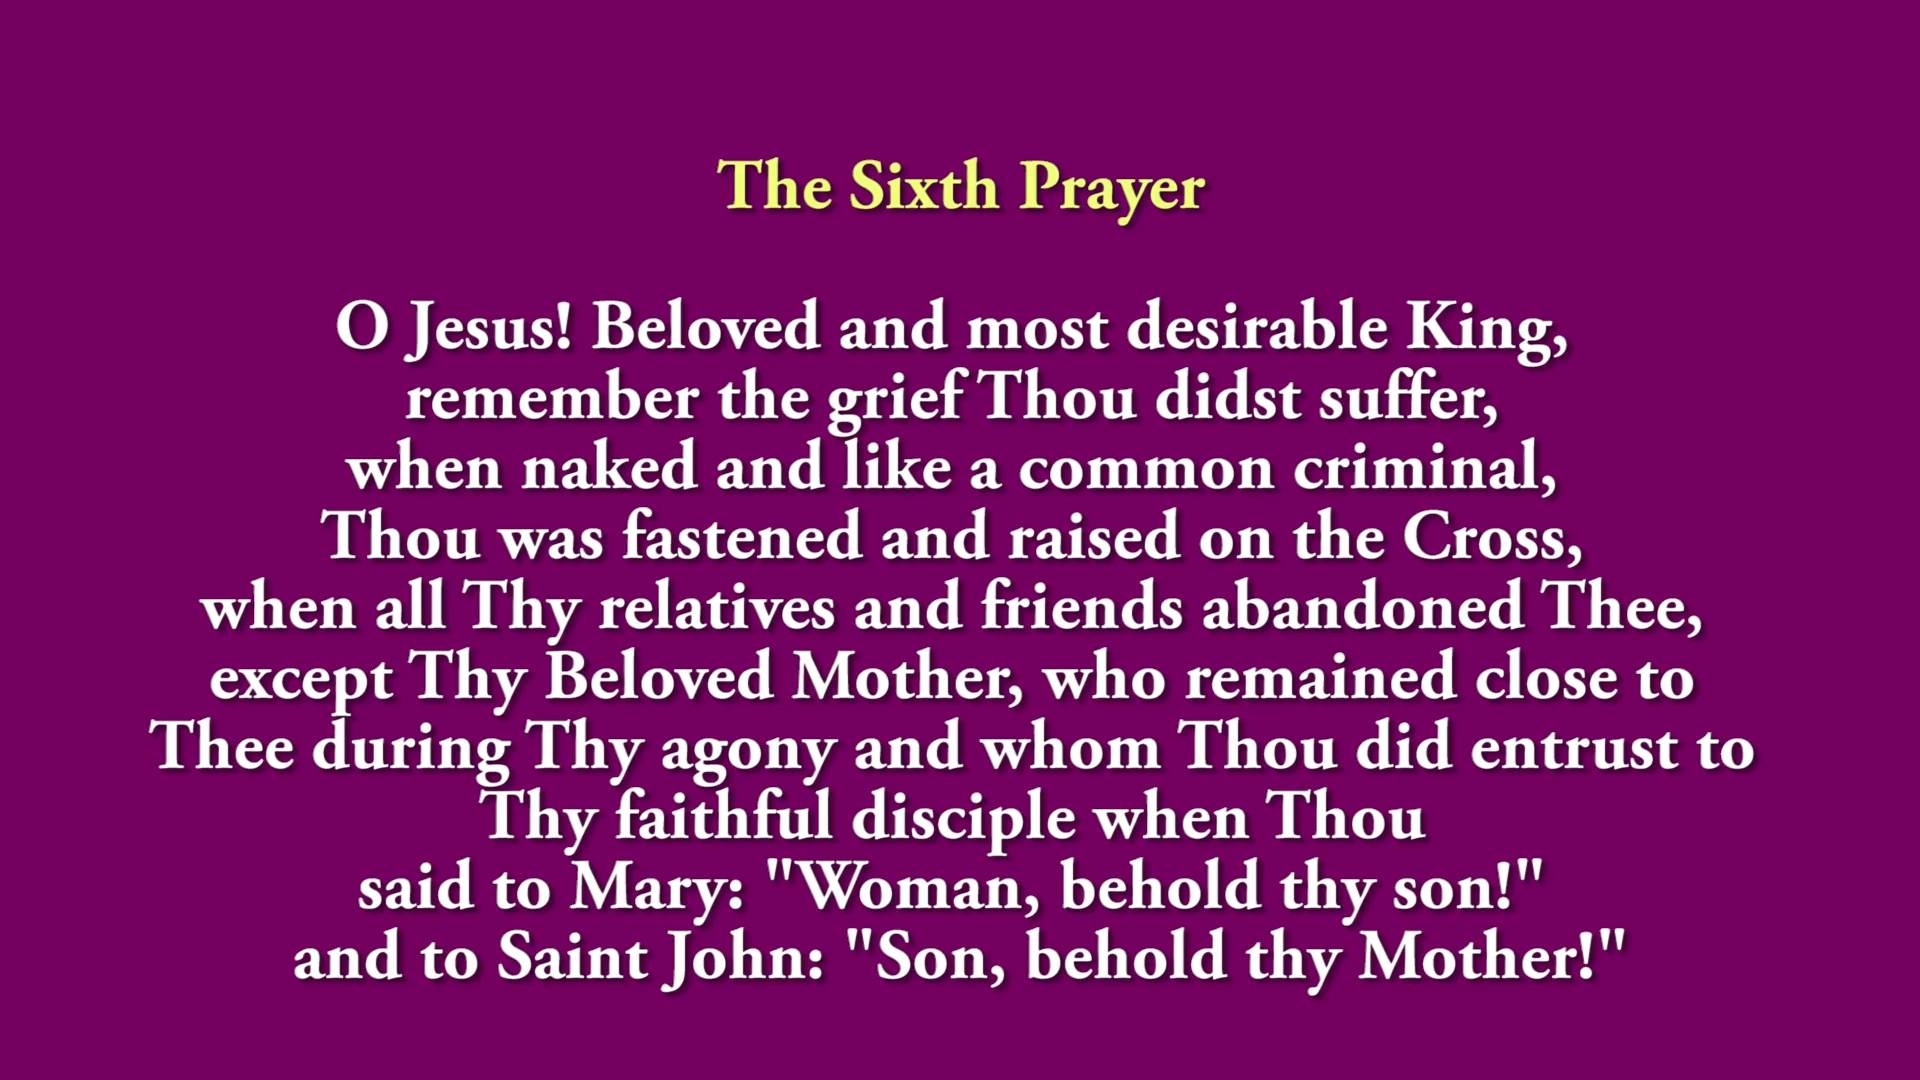 The Sixth Prayer
O Jesus! Beloved and most desirable King,
remember the grief Thou didst suffer,
when naked and like a common criminal,
Thou was fastened and raised on the Cross,
when all Thy relatives and friends abandoned Thee,
except Thy Beloved Mother, who remained close to
Thee during Thy agony and whom Thou did entrust to
Thy faithful disciple when Thou
said to Mary: "Woman, behold thy son!"
and to Saint John: "Son, behold thy Mother!"